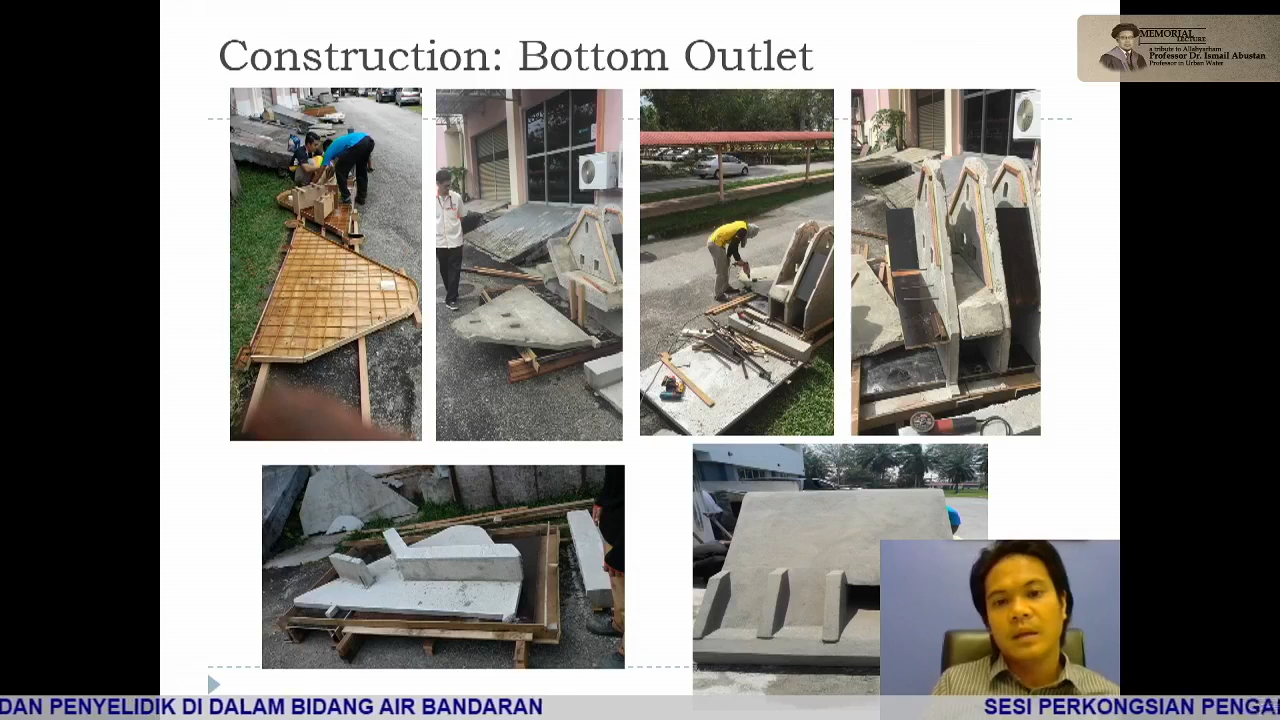 Construction: Bottom Outlet
MEMORIAL
LECTURE
a tribute to Allahyarham
Professor Dr. Ismail Abustan
Professor in Urban Water
DAN PENYELIDIK DI DALAM BIDANG AIR BANDARAN
SESI PERKONGSIAN PENGA